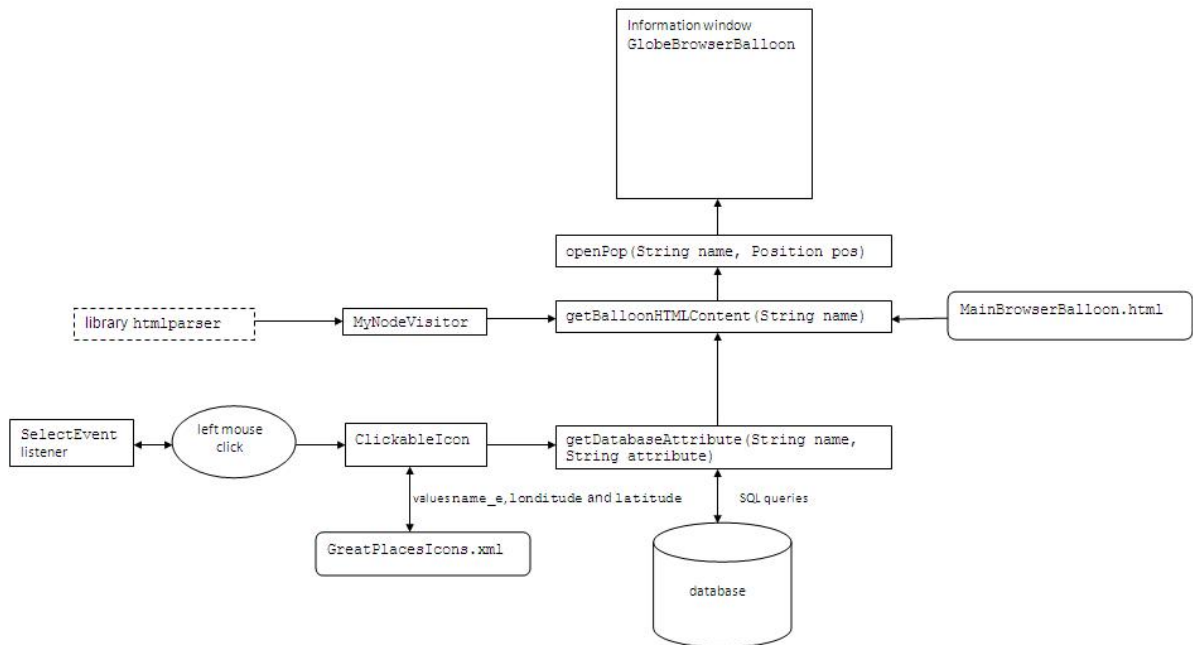 Information window
GlobeBrowserBalloon
openPop(String name, Position pos)
library htmlparser
MyNodeVisitor
getBalloonHTMLContent(String name)
MainBrowserBalloon.html
SelectEvent
listener
left mouse
click
ClickableIcon
getDatabaseAttribute(String name,
String attribute)
values name_e, londitude and latitude
SQL queries
GreatPlacesIcons.xml
database